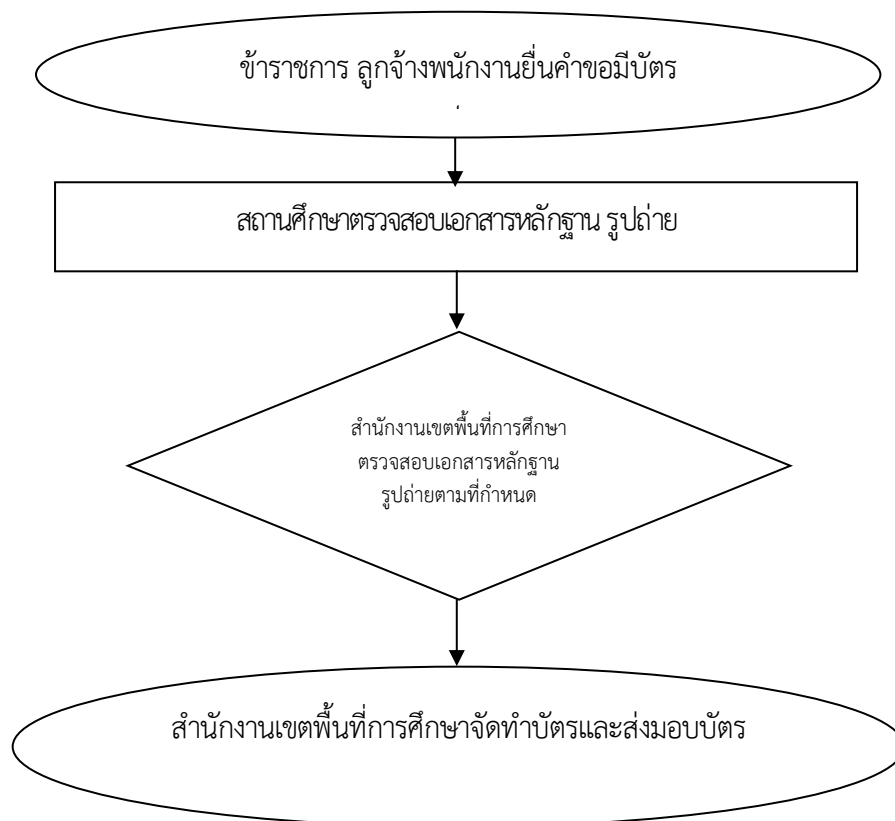 ข้าราชการ ลูกจ้างพนักงานยื่นคำขอมีบัตร
สถานศึกษาตรวจสอบเอกสารหลักฐาน รูปถ่าย
สำนักงานเขตพื้นที่การศึกษา
ตรวจสอบเอกสารหลักฐาน
รูปถ่ายตามที่กำหนด
สำนักงานเขตพื้นที่การศึกษาจัดทำบัตรและส่งมอบบัตร